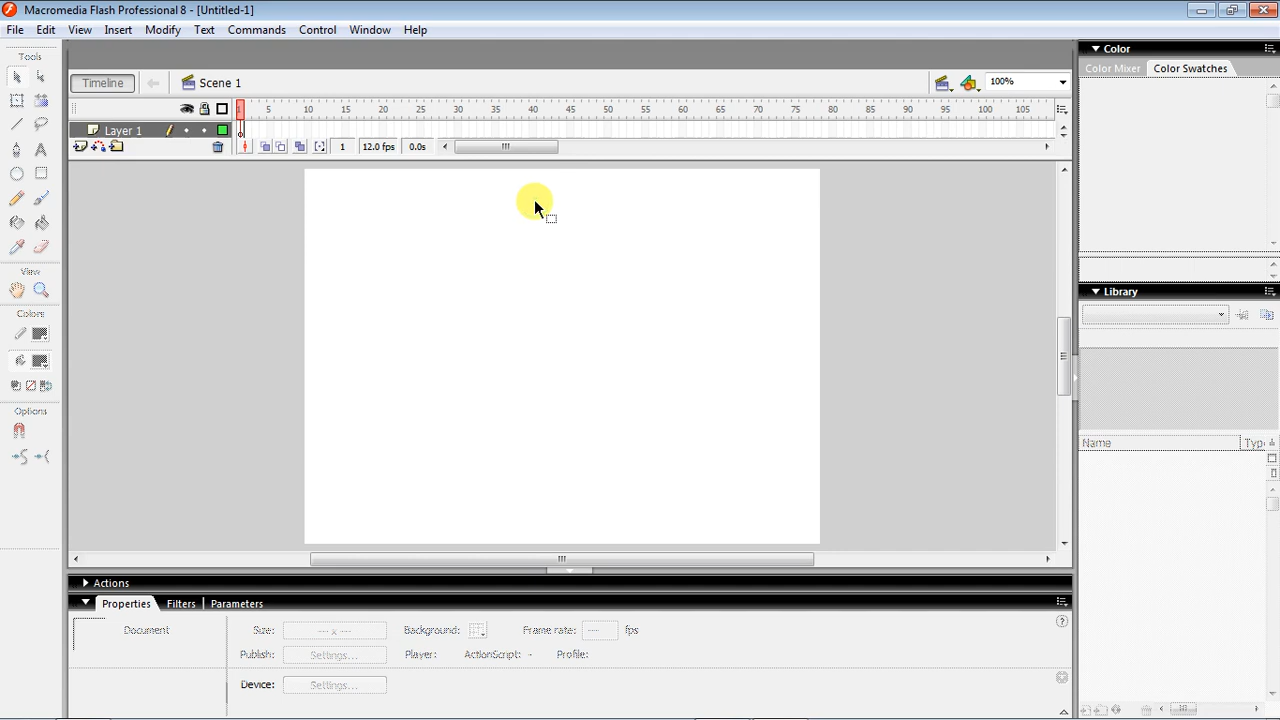 Macromedia Flash Professional 8 - [Untitled-1]
File Edit View Insert Modify Text Commands Control Window Help
Tools
Timeline Scene 1 100%
1 5 10 15 20 25 30 35 40 45 50 55 60 65 70 75 80 85 90 95 100 105
Layer 1
1 12.0 fps 0.0s
View
Colors
Options
Color
Color Mixer Color Swatches
Library
Name Type
Actions
Properties Filters Parameters
Document Size: --- x --- Background: Frame rate: --- fps
Publish: Settings... Player: ActionScript: - Profile:
Device: Settings...